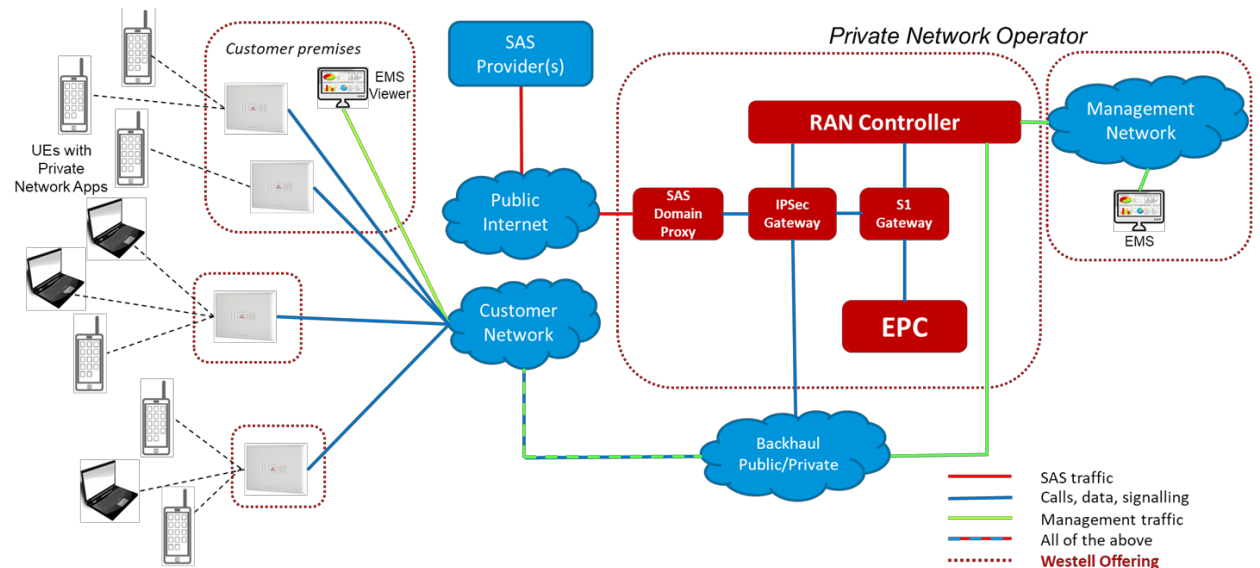 Customer premises
EMS
Viewer
UEs with
Private
Network Apps
SAS
Provider(s)
Public
Internet
Customer
Network
Private Network Operator
RAN Controller
SAS
Domain
Proxy
IPSec
Gateway
S1
Gateway
EPC
Management
Network
EMS
Backhaul
Public/Private
SAS traffic
Calls, data, signalling
Management traffic
All of the above
Westell Offering